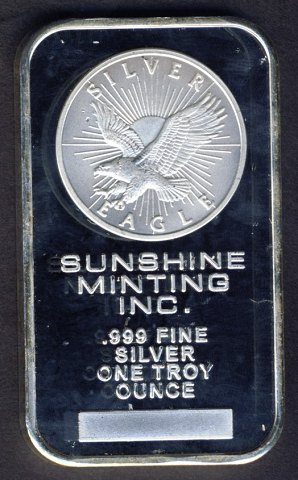 SILVER
EAGLE
SUNSHINE
MINTING
INC.
.999 FINE
SILVER
ONE TROY
OUNCE